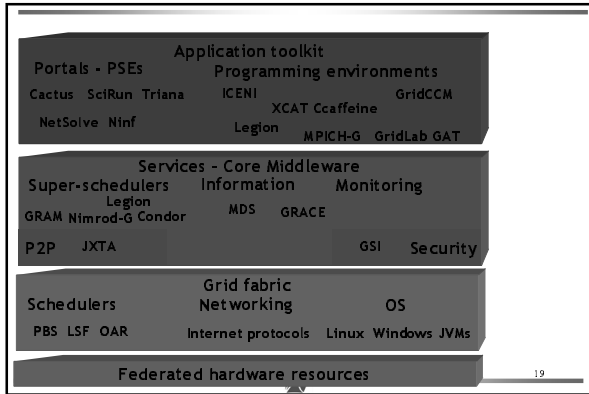 Application toolkit
Portals - PSEs Programming environments
Cactus SciRun Triana ICENI GridCCM
XCAT Ccaffeine
NetSolve Ninf Legion
MPICH-G GridLab GAT
Services - Core Middleware
Super-schedulers Information Monitoring
Legion
GRAM Nimrod-G Condor MDS GRACE
P2P JXTA GSI Security
Grid fabric
Schedulers Networking OS
PBS LSF OAR Internet protocols Linux Windows JVMs
Federated hardware resources
19